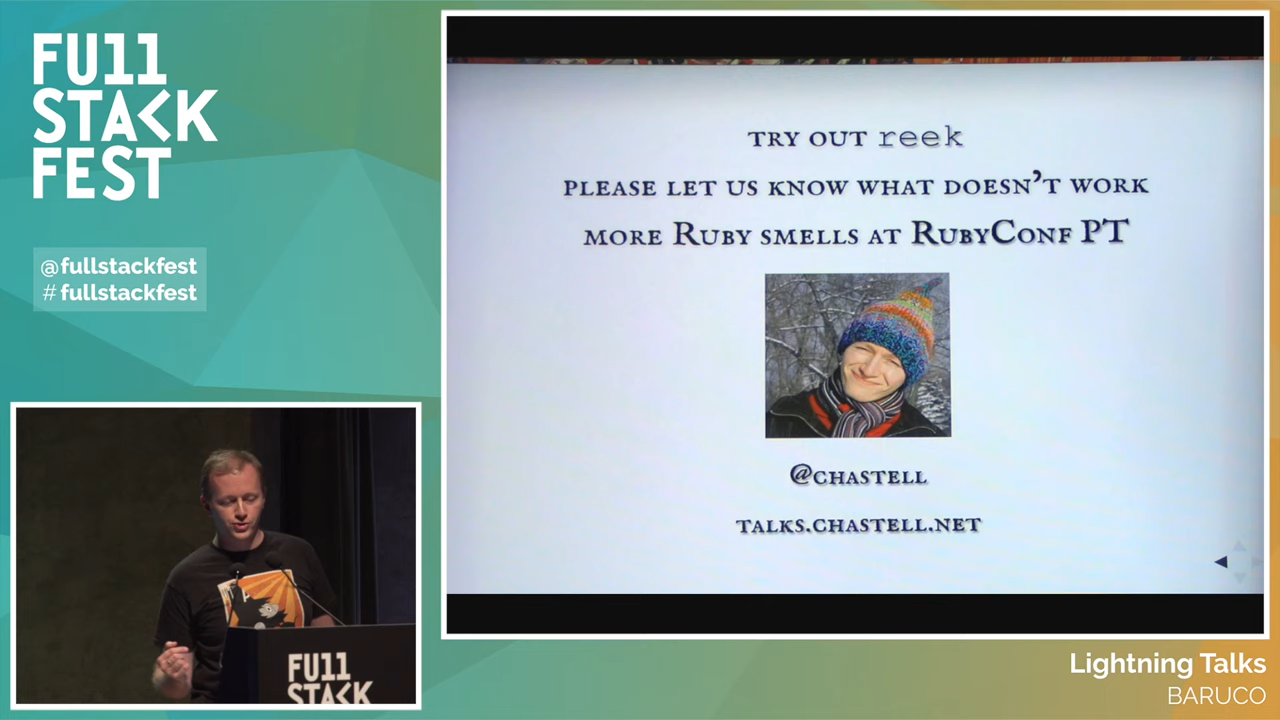 FU11
STACK
FEST
@fullstackfest
#fullstackfest
TRY OUT reek
PLEASE LET US KNOW WHAT DOESN'T WORK
MORE RUBY SMELLS AT RUBYCONF PT
@CHASTELL
TALKS.CHASTELL.NET
FU11
STACK
Lightning Talks
BARUCO